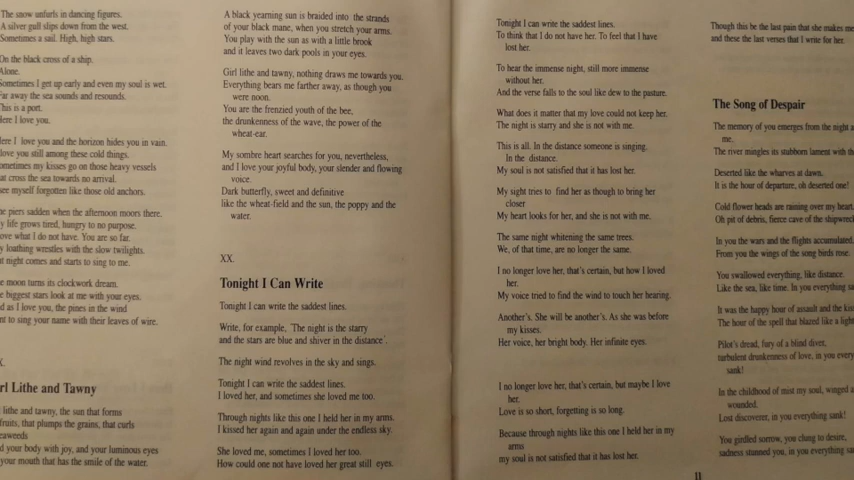 The snow unfurls in dancing figures.
A silver gull slips down from the west.
Sometimes a sail. High, high stars.
On the black cross of a ship.
Alone.
Sometimes I get up early and even my soul is wet.
Far away the sea sounds and resounds.
This is a port.
Here I love you.
Here I love you and the horizon hides you in vain.
love you still among these cold things.
ometimes my kisses go on those heavy vessels
at cross the sea towards no arrival.
see myself forgotten like those old anchors.
e piers sadden when the afternoon moors there.
y life grows tired, hungry to no purpose.
ove what I do not have. You are so far.
y loathing wrestles with the slow twilights.
t night comes and starts to sing to me.
e moon turns its clockwork dream.
e biggest stars look at me with your eyes.
d as I love you, the pines in the wind
nt to sing your name with their leaves of wire.
X.
rl Lithe and Tawny
lithe and tawny, the sun that forms
fruits, that plumps the grains, that curls
eaweeds
d your body with joy, and your luminous eyes
your mouth that has the smile of the water.
A black yearning sun is braided into the strands
of your black mane, when you stretch your arms.
You play with the sun as with a little brook
and it leaves two dark pools in your eyes.
Girl lithe and tawny, nothing draws me towards you.
Everything bears me farther away, as though you
were noon.
You are the frenzied youth of the bee,
the drunkenness of the wave, the power of the
wheat-ear.
My sombre heart searches for you, nevertheless,
and I love your joyful body, your slender and flowing
voice.
Dark butterfly, sweet and definitive
like the wheat-field and the sun, the poppy and the
water.
XX.
Tonight I Can Write
Tonight I can write the saddest lines.
Write, for example, 'The night is the starry
and the stars are blue and shiver in the distance'.
The night wind revolves in the sky and sings.
Tonight I can write the saddest lines.
I loved her, and sometimes she loved me too.
Through nights like this one I held her in my arms.
I kissed her again and again under the endless sky.
She loved me, sometimes I loved her too.
How could one not have loved her great still eyes.
Tonight I can write the saddest lines.
To think that I do not have her. To feel that I have
lost her.
To hear the immense night, still more immense
without her.
And the verse falls to the soul like dew to the pasture.
What does it matter that my love could not keep her.
The night is starry and she is not with me.
This is all. In the distance someone is singing.
In the distance.
My soul is not satisfied that it has lost her.
My sight tries to find her as though to bring her
closer
My heart looks for her, and she is not with me.
The same night whitening the same trees.
We, of that time, are no longer the same.
I no longer love her, that's certain, but how I loved
her.
My voice tried to find the wind to touch her hearing.
Another's. She will be another's. As she was before
my kisses.
Her voice, her bright body. Her infinite eyes.
I no longer love her, that's certain, but maybe I love
her.
Love is so short, forgetting is so long.
Because through nights like this one I held her in my
arms
my soul is not satisfied that it has lost her.
Though this be the last pain that she makes me
and these the last verses that I write for her.
The Song of Despair
The memory of you emerges from the night a
me.
The river mingles its stubborn lament with th
Deserted like the wharves at dawn.
It is the hour of departure, oh deserted one!
Cold flower heads are raining over my heart.
Oh pit of debris, fierce cave of the shipwreck
In you the wars and the flights accumulated.
From you the wings of the song birds rose.
You swallowed everything, like distance.
Like the sea, like time. In you everything sa
It was the happy hour of assault and the kis
The hour of the spell that blazed like a light
Pilot's dread, fury of a blind diver,
turbulent drunkenness of love, in you every
sank!
In the childhood of mist my soul, winged a
wounded.
Lost discoverer, in you everything sank!
You girdled sorrow, you clung to desire,
sadness stunned you, in you everything sa
11